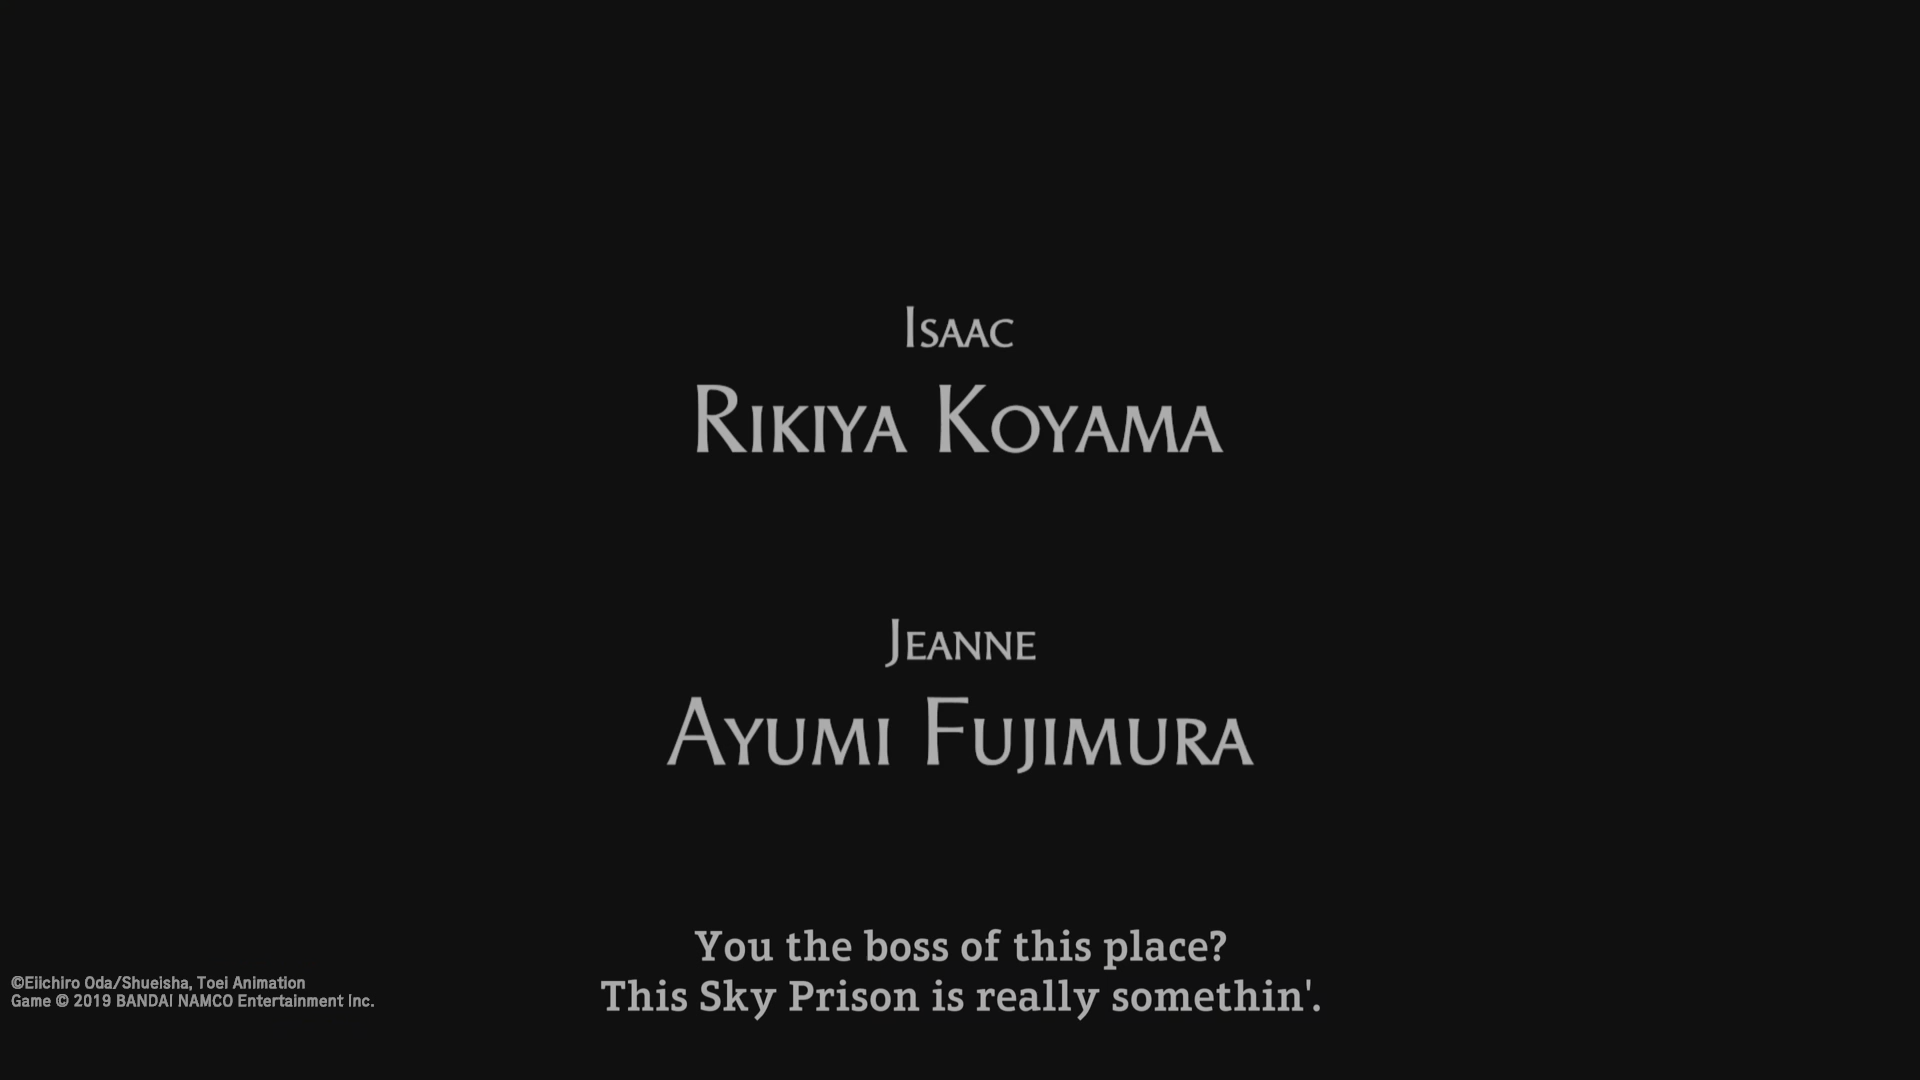 Isaac
Rikiya Koyama
Jeanne
Ayumi Fujimura
You the boss of this place?
This Sky Prison is really somethin'.
©Eiichiro Oda/Shueisha, Toei Animation
Game © 2019 BANDAI NAMCO Entertainment Inc.